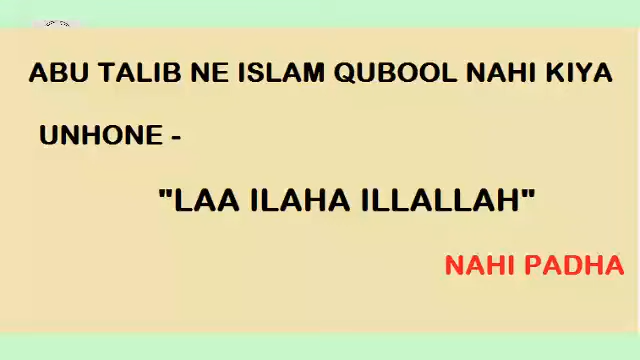 ABU TALIB NE ISLAM QUBOOL NAHI KIYA
UNHONE -
"LAA ILAHA ILLALLAH"
NAHI PADHA